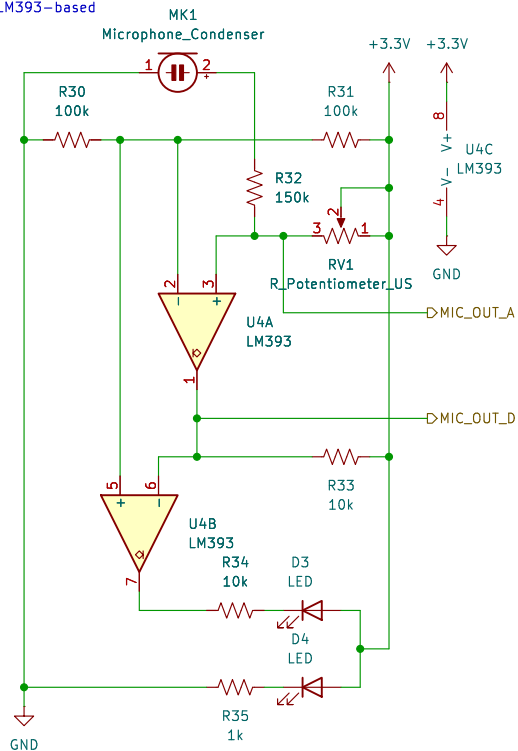 LM393-based
MK1
Microphone_Condenser
1
2
+
+3.3V
+3.3V
R30
100k
R31
100k
8
V+
V-
4
U4C
LM393
R32
150k
2
3
1
RV1
R_Potentiometer_US
GND
2
3
-
+
U4A
LM393
1
MIC_OUT_A
MIC_OUT_D
R33
10k
5
6
+
-
U4B
LM393
7
R34
10k
D3
LED
D4
LED
R35
1k
GND